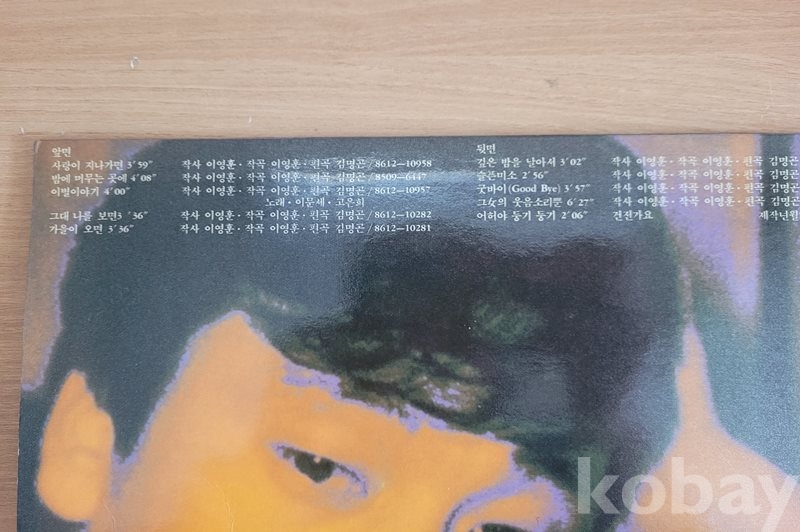 앞면
사랑이 지나가면 3′59″ 작사 이영훈·작곡 이영훈·편곡 김명곤/8612—10958
밤에 머무는 곳에 4′08″ 작사 이영훈·작곡 이영훈·편곡 김명곤/8509—6447
이별이야기 4′00″ 작사 이영훈·작곡 이영훈·편곡 김명곤/8612—10957
노래·이문세·고은희
그대 나를 보면3′36″ 작사 이영훈·작곡 이영훈·편곡 김명곤/8612—10282
가을이 오면 3′36″ 작사 이영훈·작곡 이영훈·편곡 김명곤/8612—10281
뒷면
깊은 밤을 날아서 3′02″ 작사 이영훈·작곡 이영훈·편곡 김명곤
슬픈미소 2′56″ 작사 이영훈·작곡 이영훈·편곡 김명곤
굿바이(Good Bye) 3′57″ 작사 이영훈·작곡 이영훈·편곡 김명곤
그女의 웃음소리뿐 6′27″ 작사 이영훈·작곡 이영훈·편곡 김명곤
어허야 둥기 둥기 2′06″ 건전가요 제작년월
kobay